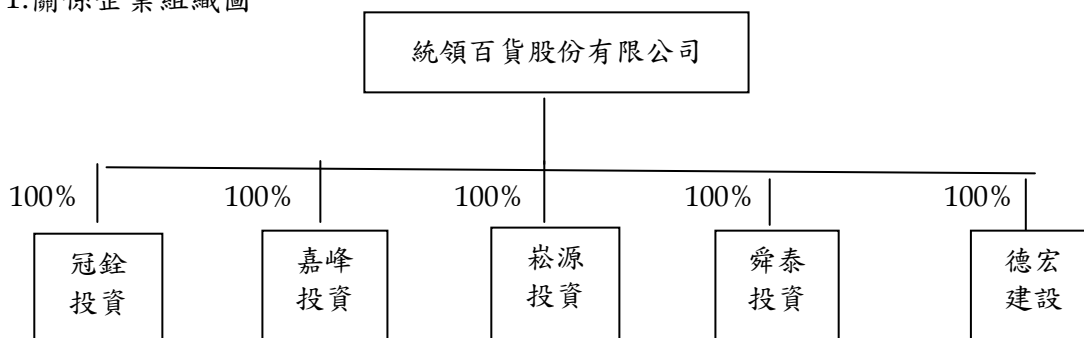 1.關係企業組織圖
統領百貨股份有限公司
100% 100% 100% 100% 100%
冠銓 嘉峰 崧源 舜泰 德宏
投資 投資 投資 投資 建設